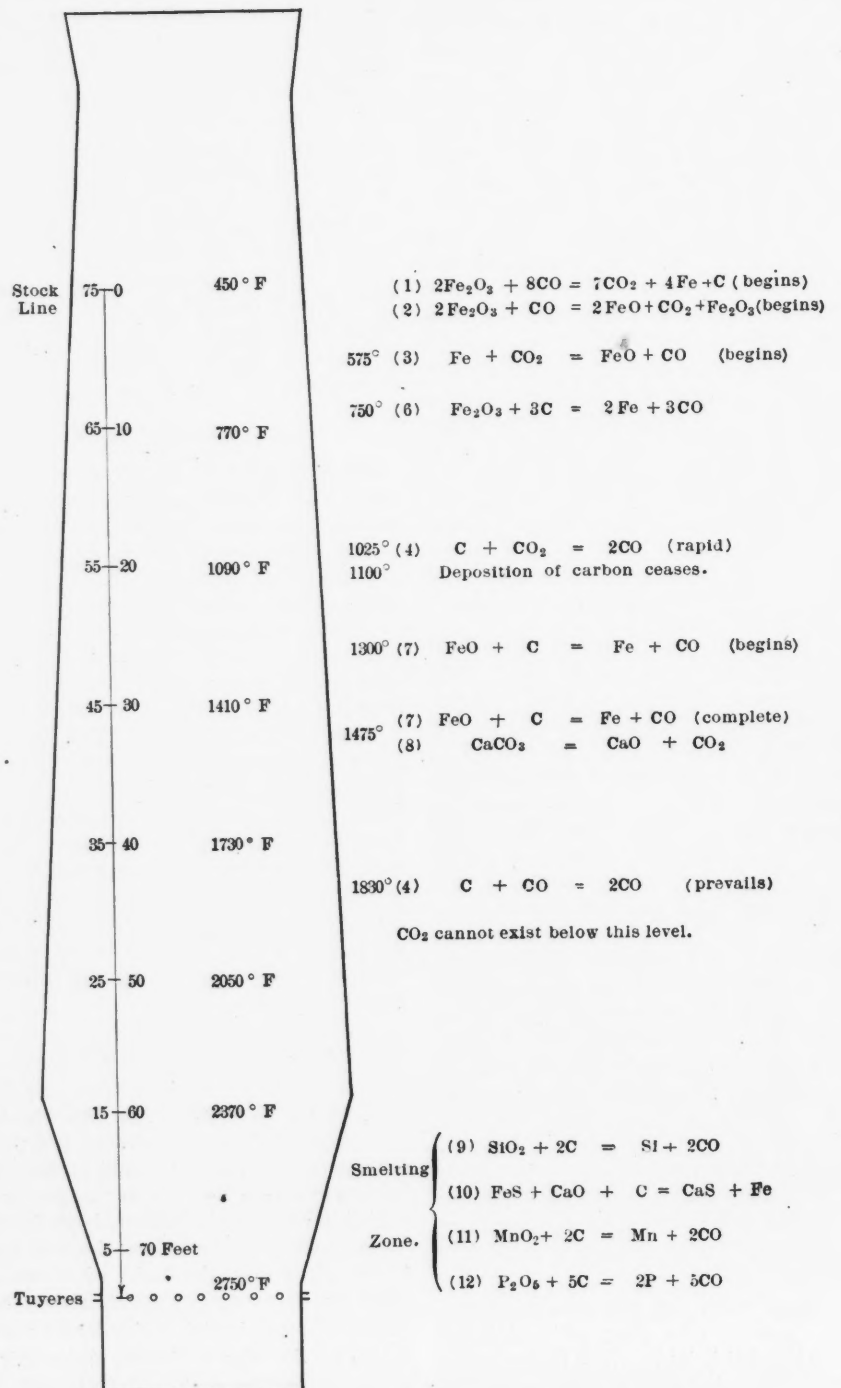 Stock
Line
75 0
450° F
(1) 2Fe₂O₃ + 8CO = 7CO₂ + 4Fe + C (begins)
(2) 2Fe₂O₃ + CO = 2FeO + CO₂ + Fe₂O₃ (begins)
575° (3) Fe + CO₂ = FeO + CO (begins)
750° (6) Fe₂O₃ + 3C = 2Fe + 3CO
65 10
770° F
1025° (4) C + CO₂ = 2CO (rapid)
55 20
1090° F
1100° Deposition of carbon ceases.
1300° (7) FeO + C = Fe + CO (begins)
45 30
1410° F
1475°
(7) FeO + C = Fe + CO (complete)
(8) CaCO₃ = CaO + CO₂
35 40
1730° F
1830° (4) C + CO = 2CO (prevails)
CO₂ cannot exist below this level.
25 50
2050° F
15 60
2370° F
Smelting
Zone.
(9) SiO₂ + 2C = Si + 2CO
(10) FeS + CaO + C = CaS + Fe
(11) MnO₂ + 2C = Mn + 2CO
(12) P₂O₅ + 5C = 2P + 5CO
5 70 Feet
2750° F
Tuyeres